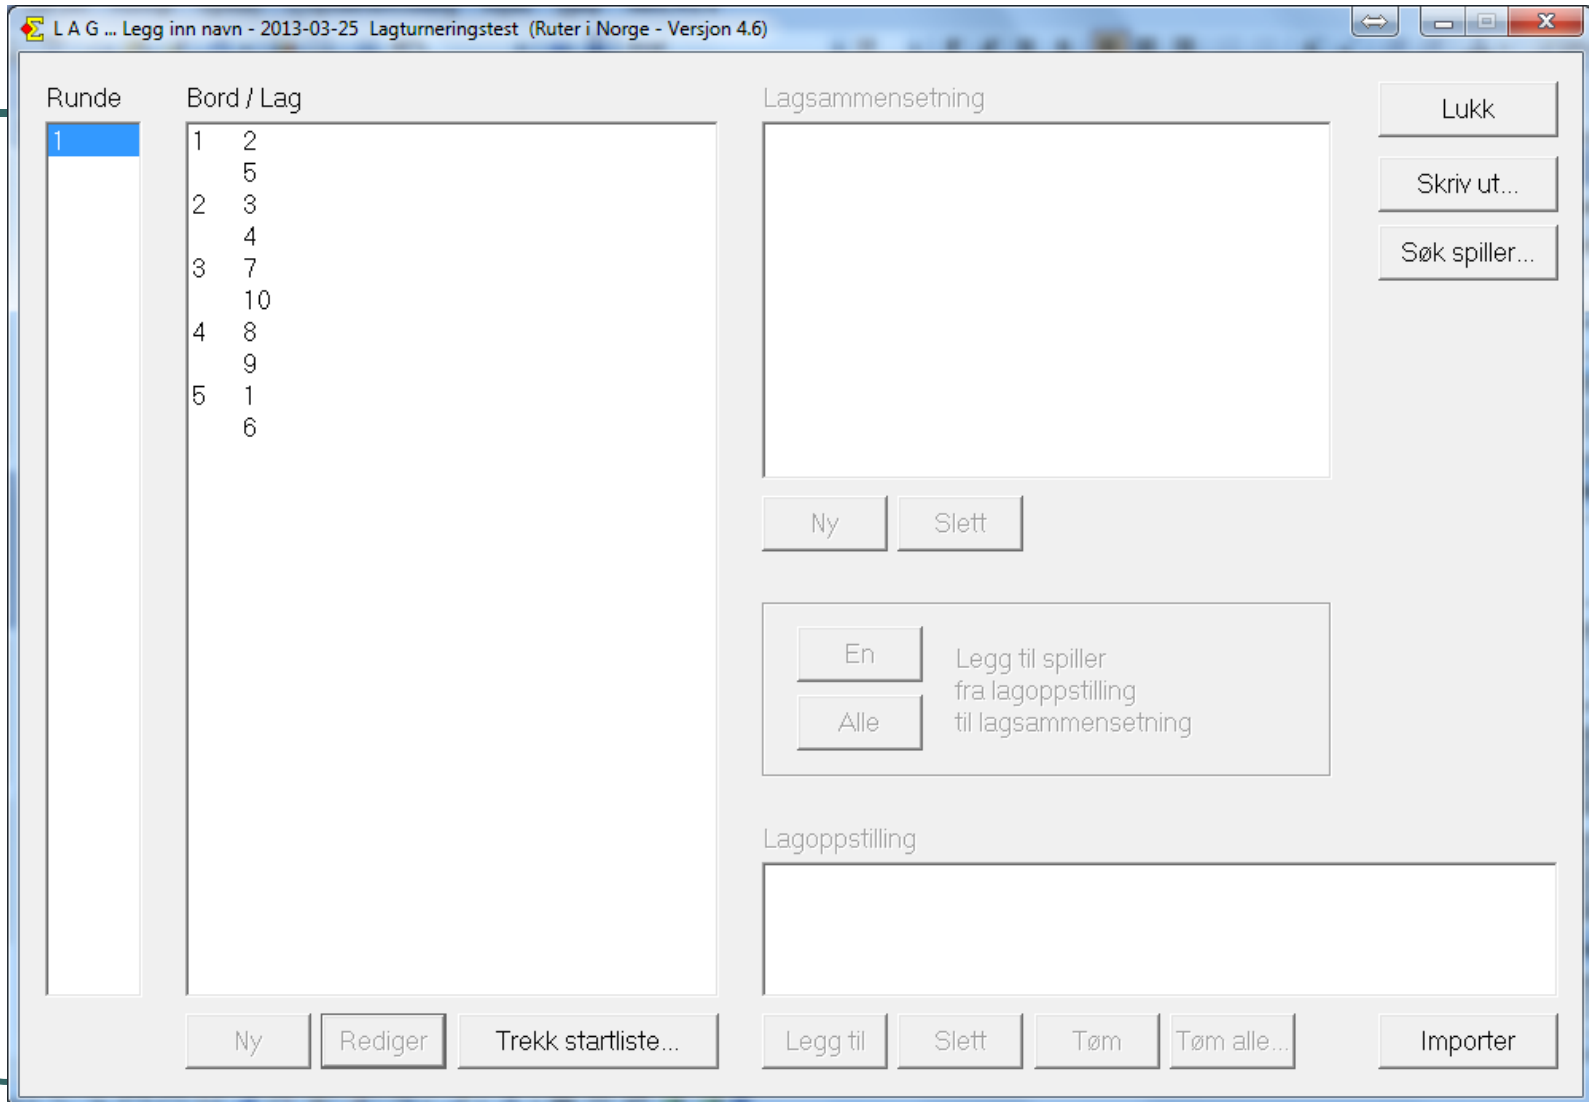 L A G ... Legg inn navn - 2013-03-25 Lagturneringstest (Ruter i Norge - Versjon 4.6)
Runde
1
Bord / Lag
1 2
5
2 3
4
3 7
10
4 8
9
5 1
6
Ny
Rediger
Trekk startliste...
Lagsammensetning
Ny
Slett
En
Alle
Legg til spiller
fra lagoppstilling
til lagsammensetning
Lagoppstilling
Legg til
Slett
Tøm
Tøm alle...
Lukk
Skriv ut...
Søk spiller...
Importer